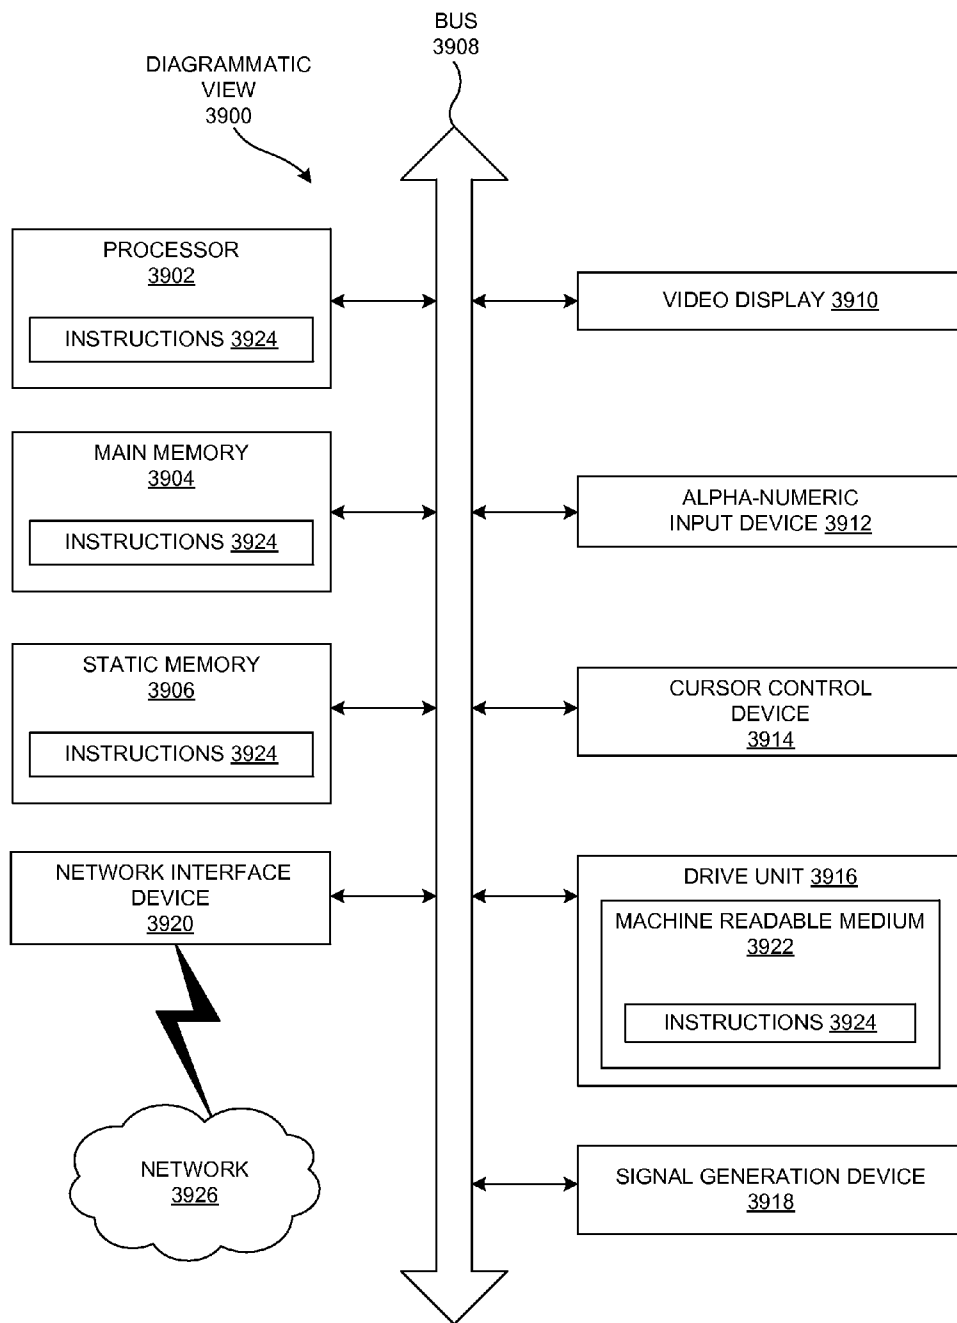 BUS
3908
DIAGRAMMATIC
VIEW
3900
PROCESSOR
3902
INSTRUCTIONS 3924
MAIN MEMORY
3904
INSTRUCTIONS 3924
STATIC MEMORY
3906
INSTRUCTIONS 3924
NETWORK INTERFACE
DEVICE
3920
NETWORK
3926
VIDEO DISPLAY 3910
ALPHA-NUMERIC
INPUT DEVICE 3912
CURSOR CONTROL
DEVICE
3914
DRIVE UNIT 3916
MACHINE READABLE MEDIUM
3922
INSTRUCTIONS 3924
SIGNAL GENERATION DEVICE
3918